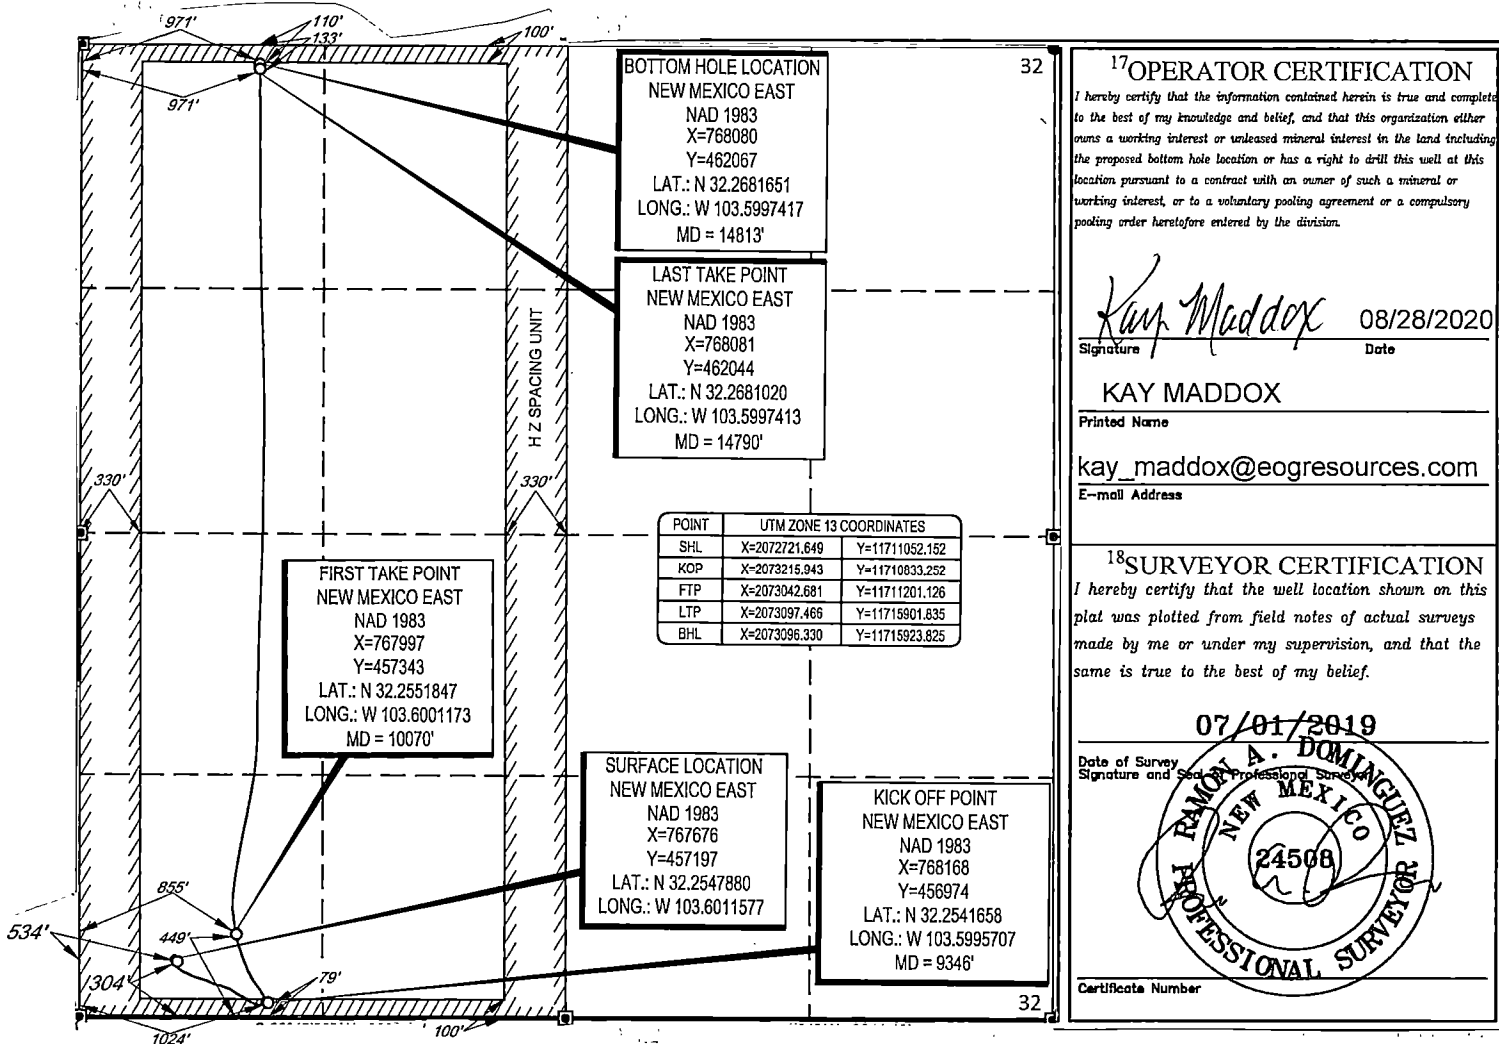 971'
110'
133'
100'
971'
32
BOTTOM HOLE LOCATION
NEW MEXICO EAST
NAD 1983
X=768080
Y=462067
LAT.: N 32.2681651
LONG.: W 103.5997417
MD = 14813'
LAST TAKE POINT
NEW MEXICO EAST
NAD 1983
X=768081
Y=462044
LAT.: N 32.2681020
LONG.: W 103.5997413
MD = 14790'
HZ SPACING UNIT
330'
330'
POINT UTM ZONE 13 COORDINATES
SHL X=2072721.649 Y=11711052.152
KOP X=2073215.943 Y=11710833.252
FTP X=2073042.681 Y=11711201.126
LTP X=2073097.466 Y=11715901.835
BHL X=2073096.330 Y=11715923.825
FIRST TAKE POINT
NEW MEXICO EAST
NAD 1983
X=767997
Y=457343
LAT.: N 32.2551847
LONG.: W 103.6001173
MD = 10070'
SURFACE LOCATION
NEW MEXICO EAST
NAD 1983
X=767676
Y=457197
LAT.: N 32.2547880
LONG.: W 103.6011577
KICK OFF POINT
NEW MEXICO EAST
NAD 1983
X=768168
Y=456974
LAT.: N 32.2541658
LONG.: W 103.5995707
MD = 9346'
855'
534'
449'
304'
79'
32
100'
1024'
17OPERATOR CERTIFICATION
I hereby certify that the information contained herein is true and complete
to the best of my knowledge and belief, and that this organization either
owns a working interest or unleased mineral interest in the land including
the proposed bottom hole location or has a right to drill this well at this
location pursuant to a contract with an owner of such a mineral or
working interest, or to a voluntary pooling agreement or a compulsory
pooling order heretofore entered by the division.
Kay Maddox 08/28/2020
Signature Date
KAY MADDOX
Printed Name
kay_maddox@eogresources.com
E-mail Address
18SURVEYOR CERTIFICATION
I hereby certify that the well location shown on this
plat was plotted from field notes of actual surveys
made by me or under my supervision, and that the
same is true to the best of my belief.
07/01/2019
Date of Survey
Signature and Seal of Professional Surveyor
RAMON A. DOMINGUEZ
NEW MEXICO
24508
PROFESSIONAL SURVEYOR
Certificate Number